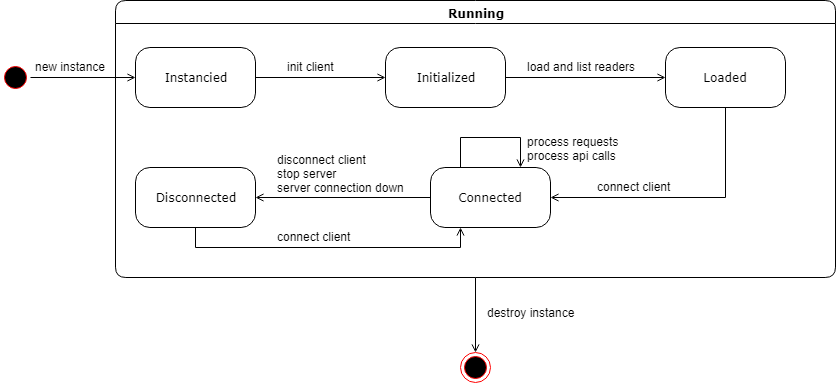 Running
new instance
Instancied
init client
Initialized
load and list readers
Loaded
process requests
process api calls
disconnect client
stop server
server connection down
connect client
Disconnected
Connected
connect client
destroy instance